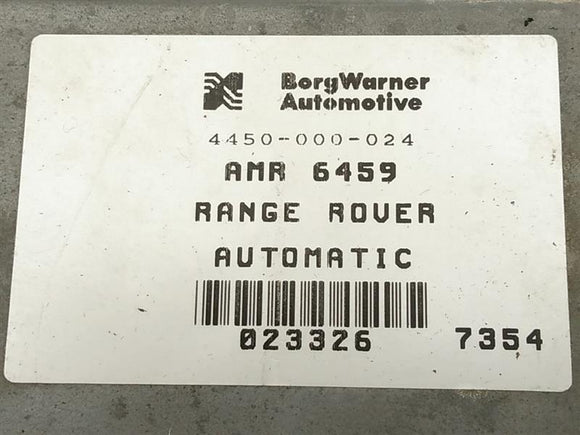 BorgWarner
Automotive
4450-000-024
AMR 6459
RANGE ROVER
AUTOMATIC
023326 7354